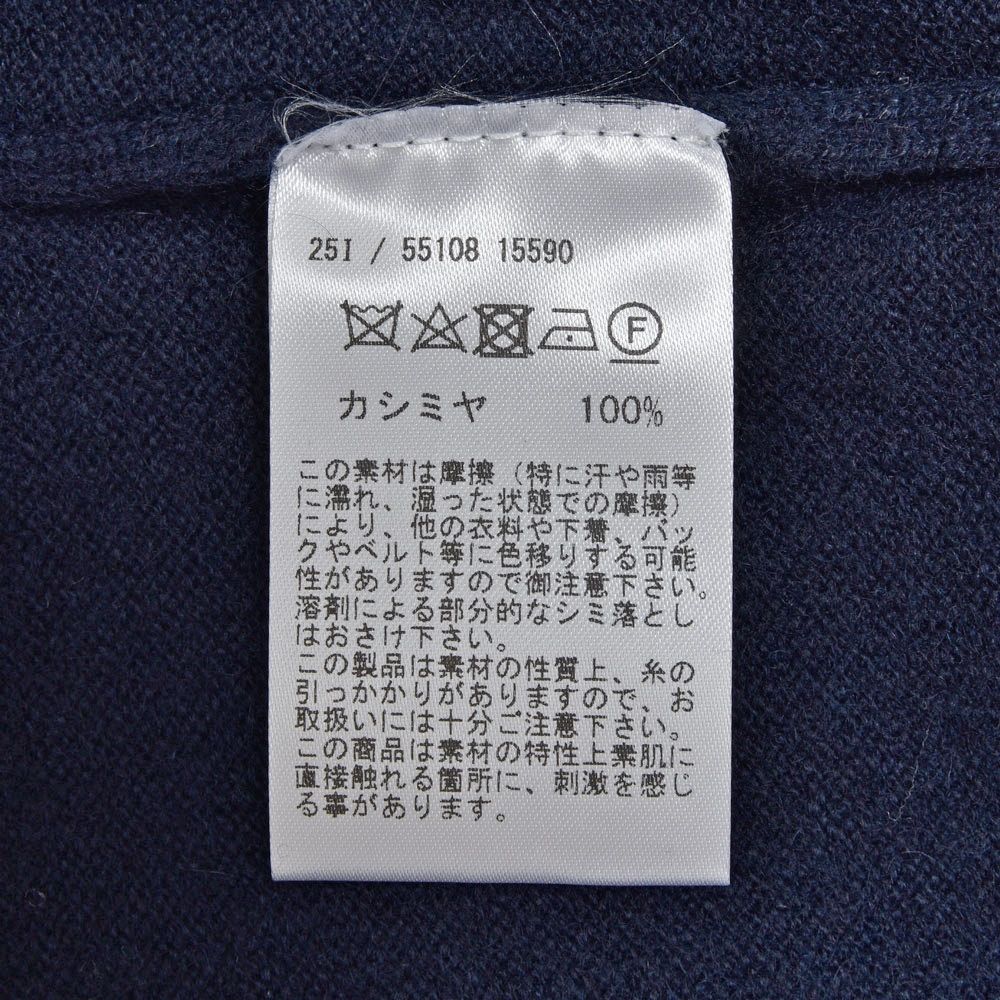 25I / 55108 15590
F
カシミヤ 100%
この素材は摩擦（特に汗や雨等
に濡れ、湿った状態での摩擦）
により、他の衣料や下着、バッ
グやベルト等に色移りする可能
性がありますので御注意下さい。
溶剤による部分的なシミ落とし
はおさけ下さい。
この製品は素材の性質上、糸の
引っかかりがありますので、お
取扱いには十分ご注意下さい。
この商品は素材の特性上素肌に
直接触れる箇所に、刺激を感じ
る事があります。